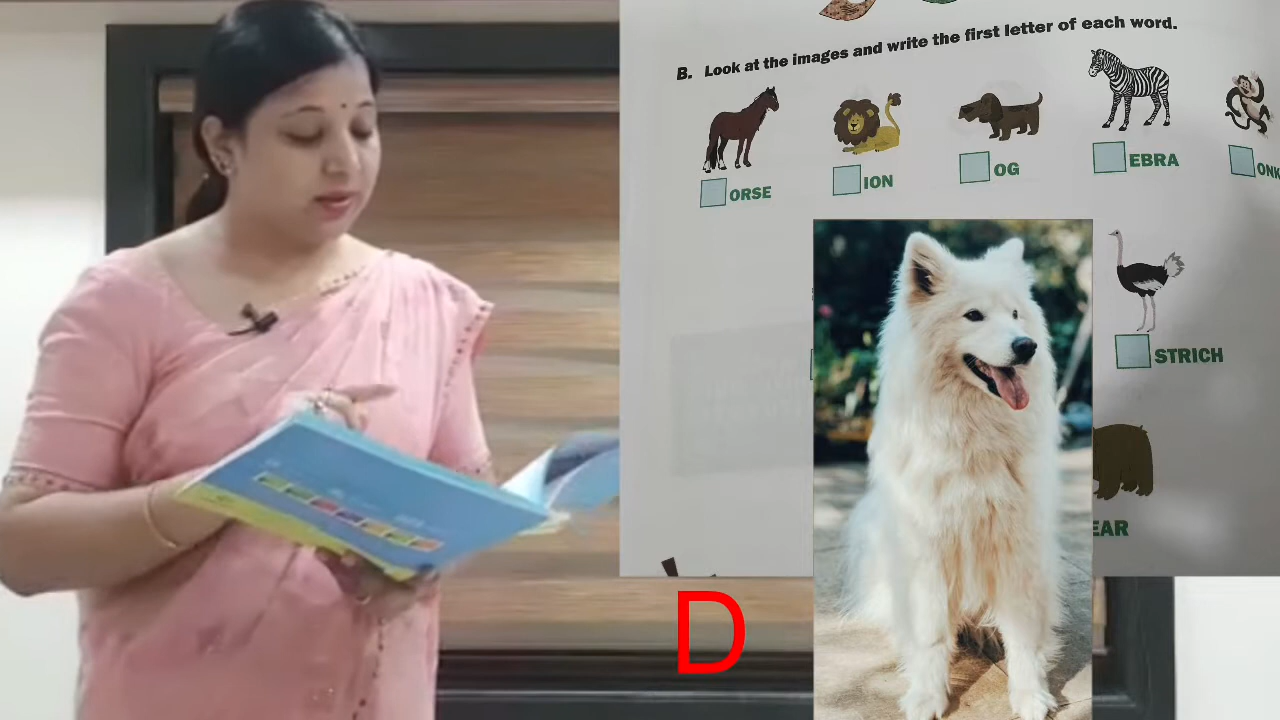 B. Look at the images and write the first letter of each word.
ORSE ION OG EBRA ONK
STRICH
EAR
D